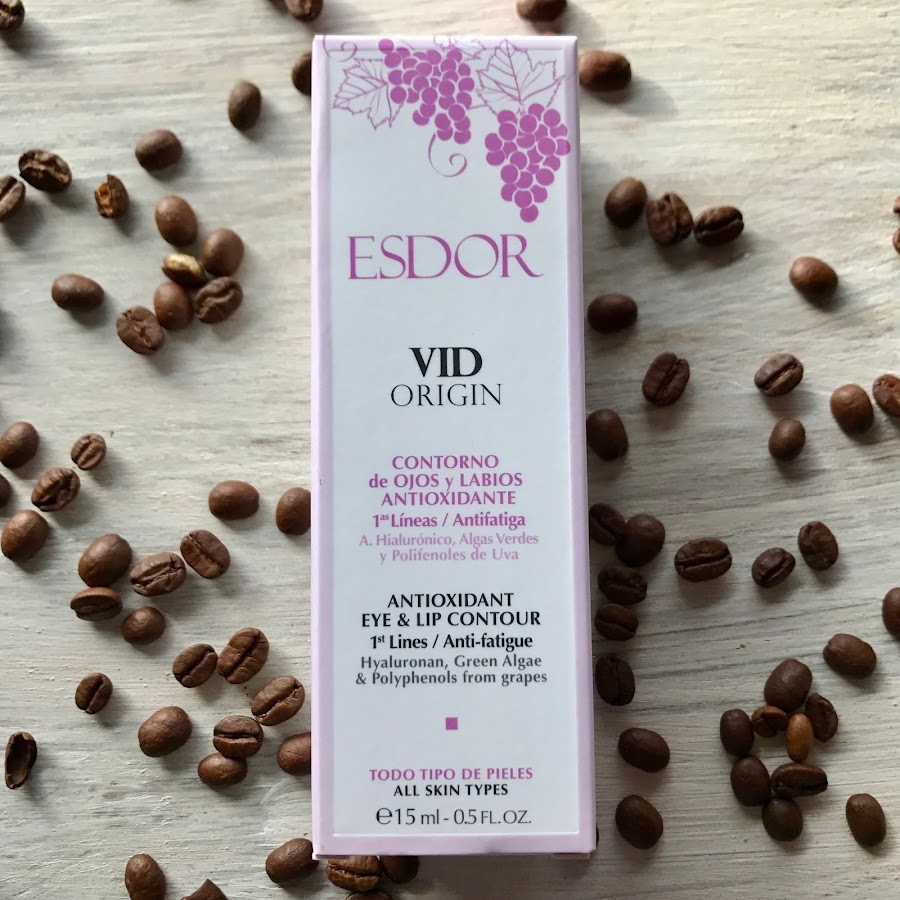 ESDOR
VID
ORIGIN
CONTORNO
de OJOS y LABIOS
ANTIOXIDANTE
1as Líneas / Antifatiga
A. Hialurónico, Algas Verdes
y Polifenoles de Uva
ANTIOXIDANT
EYE & LIP CONTOUR
1st Lines / Anti-fatigue
Hyaluronan, Green Algae
& Polyphenols from grapes
TODO TIPO DE PIELES
ALL SKIN TYPES
℮15 ml - 0.5 FL.OZ.